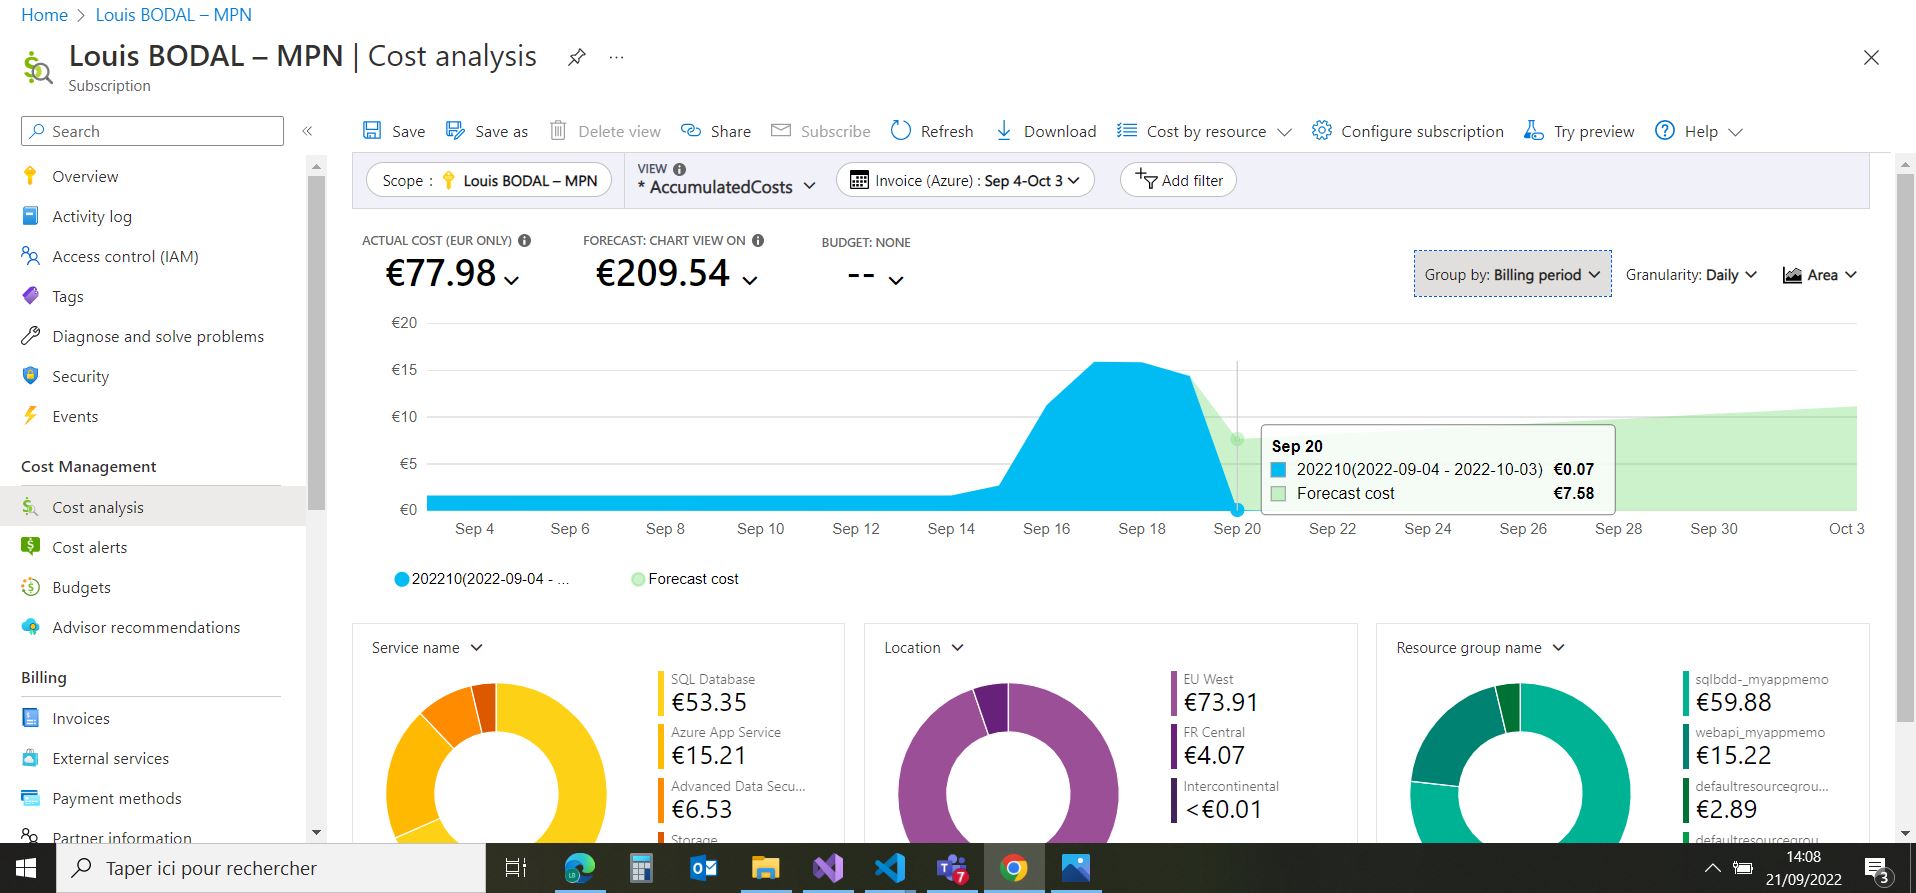 Home > Louis BODAL – MPN
Louis BODAL – MPN | Cost analysis ...
Subscription
Search «
Overview
Activity log
Access control (IAM)
Tags
Diagnose and solve problems
Security
Events
Cost Management
Cost analysis
Cost alerts
Budgets
Advisor recommendations
Billing
Invoices
External services
Payment methods
Partner information
Save Save as Delete view Share Subscribe Refresh Download Cost by resource Configure subscription Try preview Help
Scope : Louis BODAL – MPN
VIEW
* AccumulatedCosts
Invoice (Azure) : Sep 4-Oct 3
Add filter
ACTUAL COST (EUR ONLY)
€77.98
FORECAST: CHART VIEW ON
€209.54
BUDGET: NONE
--
Group by: Billing period Granularity: Daily Area
€20
€15
€10
€5
€0
Sep 4 Sep 6 Sep 8 Sep 10 Sep 12 Sep 14 Sep 16 Sep 18 Sep 20 Sep 22 Sep 24 Sep 26 Sep 28 Sep 30 Oct 3
Sep 20
202210(2022-09-04 - 2022-10-03) €0.07
Forecast cost €7.58
202210(2022-09-04 - ... Forecast cost
Service name
SQL Database
€53.35
Azure App Service
€15.21
Advanced Data Secu...
€6.53
Storage
Location
EU West
€73.91
FR Central
€4.07
Intercontinental
<€0.01
Resource group name
sqlbdd-_myappmemo
€59.88
webapi_myappmemo
€15.22
defaultresourcegrou...
€2.89
defaultresourcegrou
Taper ici pour rechercher
LB
7
14:08
21/09/2022
3